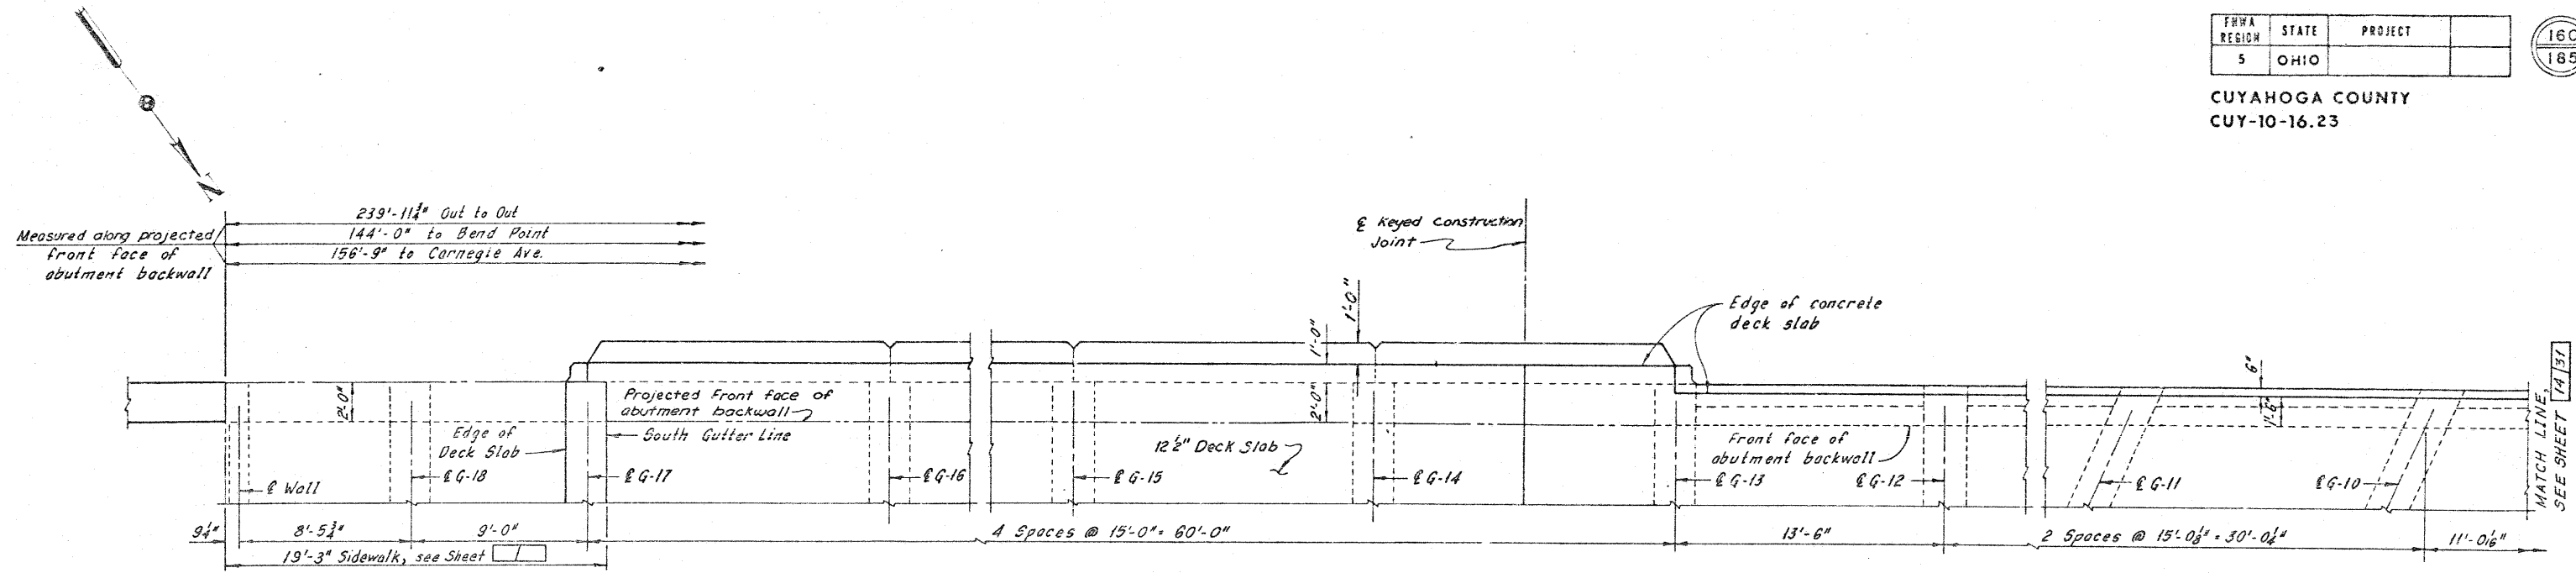 FHWA REGION
STATE
PROJECT
5
OHIO
160
185
CUYAHOGA COUNTY
CUY-10-16.23
239'-11¾" Out to Out
144'-0" to Bend Point
156'-9" to Carnegie Ave.
Measured along projected
front face of
abutment backwall
℄ Keyed Construction
Joint
1'-0"
1'-0"
Edge of concrete
deck slab
6"
2'-0"
Projected Front face of
abutment backwall
2'-0"
1'-6"
Edge of
Deck Slab
South Gutter Line
12½" Deck Slab
Front face of
abutment backwall
℄ Wall
℄ G-18
℄ G-17
℄ G-16
℄ G-15
℄ G-14
℄ G-13
℄ G-12
℄ G-11
℄ G-10
MATCH LINE,
SEE SHEET 14 31
9¼"
8'-5¾"
9'-0"
4 Spaces @ 15'-0" = 60'-0"
13'-6"
2 Spaces @ 15'-0⅛" = 30'-0¼"
19'-3" Sidewalk, see Sheet